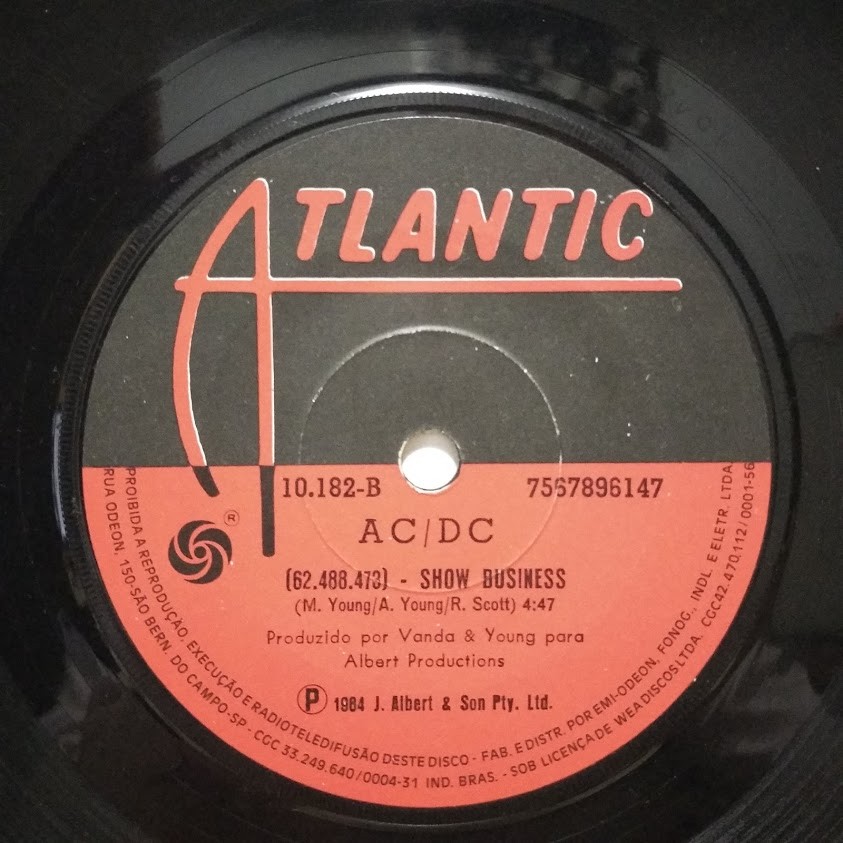 ATLANTIC
10.182-B 7567896147
®
AC/DC
(62.488.473) - SHOW BUSINESS
(M. Young/A. Young/R. Scott) 4:47
Produzido por Vanda & Young para
Albert Productions
Ⓟ 1984 J. Albert & Son Pty. Ltd.
PROIBIDA A REPRODUÇÃO, EXECUÇÃO E RADIOTELEDIFUSÃO DESTE DISCO - FAB. E DISTR. POR EMI-ODEON, FONOG., INDL. E ELETR. LTDA.
RUA ODEON, 150-SÃO BERN. DO CAMPO-SP - CGC 33.249.640/0004-31 IND. BRAS. - SOB LICENÇA DE WEA DISCOS LTDA. CGC42.470.112/0001-56